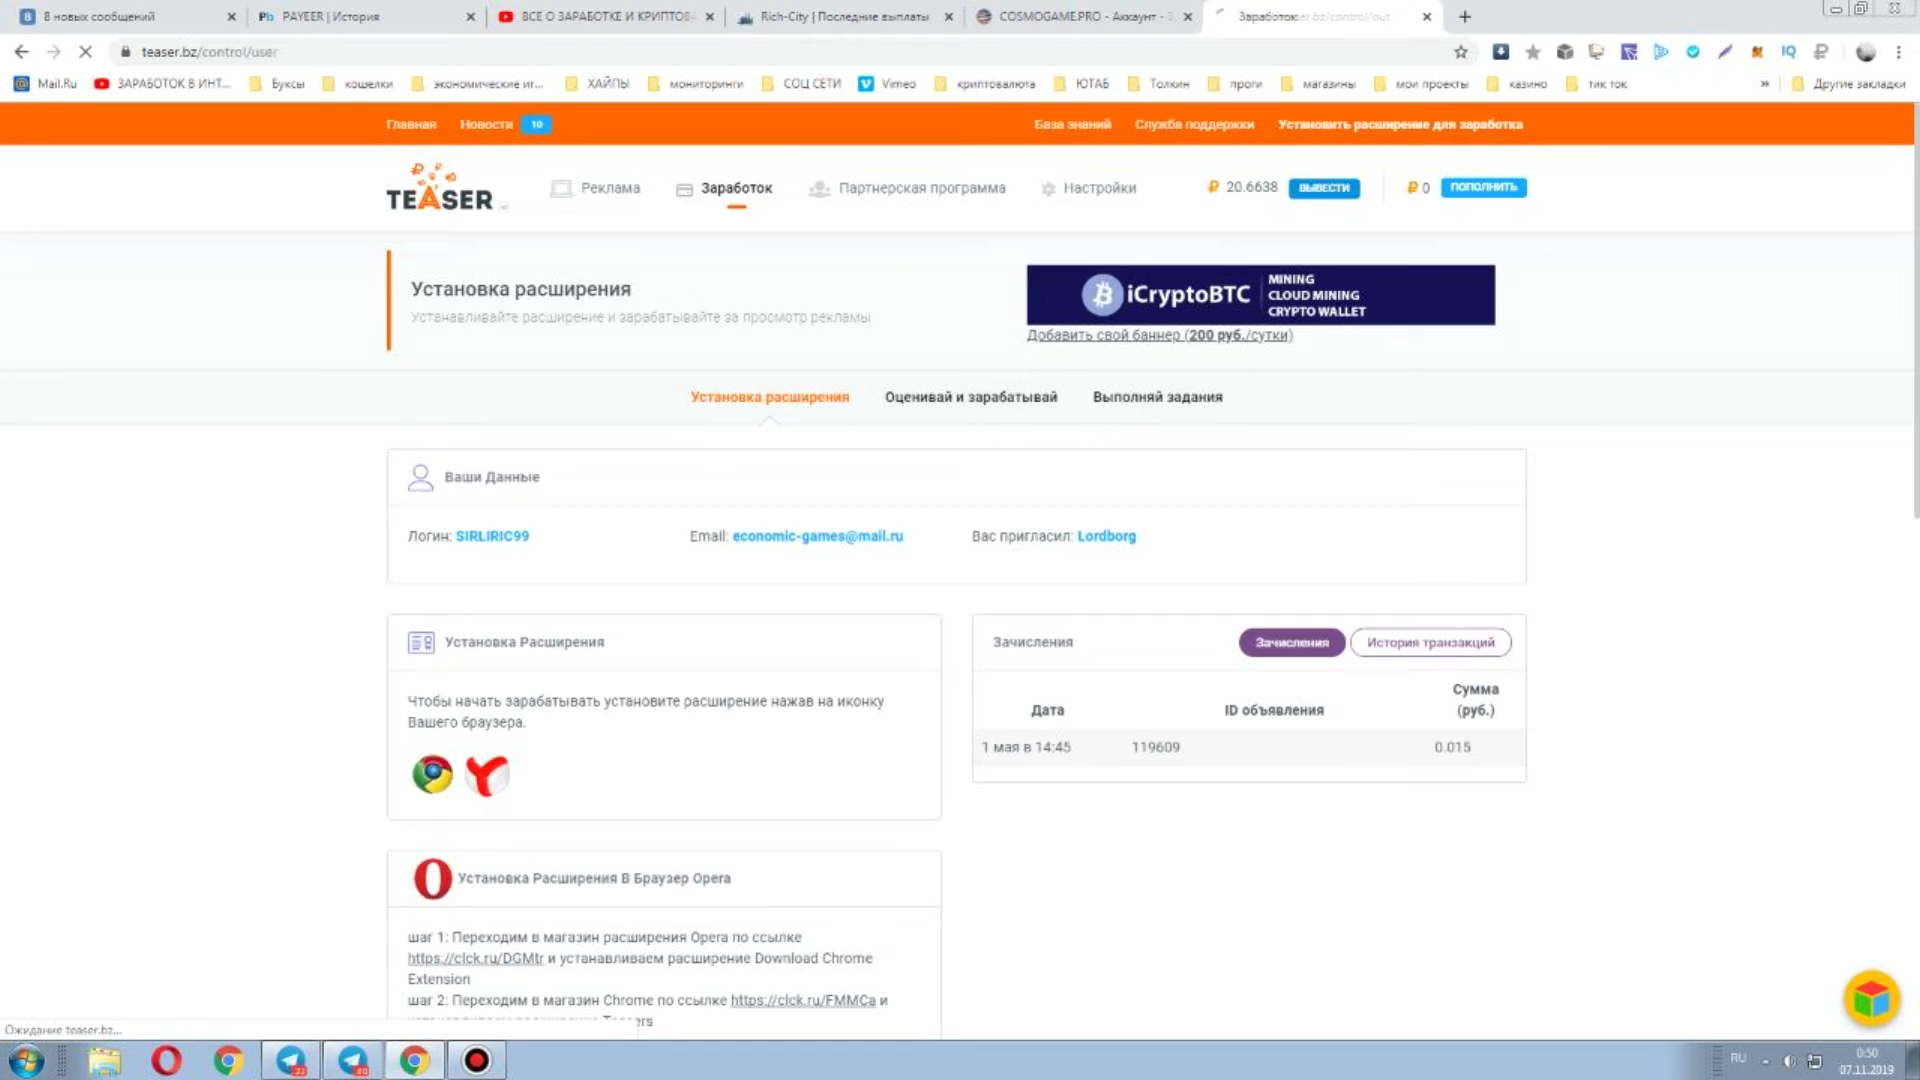 8 новых сообщений
PAYEER | История
ВСЕ О ЗАРАБОТКЕ И КРИПТОВ
Rich-City | Последние выплаты
COSMOGAME.PRO - Аккаунт - З
teaser.bz/control/user
Mail.Ru
ЗАРАБОТОК В ИНТ...
Буксы
кошелки
экономические иг...
ХАЙПЫ
мониторинги
СОЦ СЕТИ
Vimeo
криптовалюта
ЮТАБ
Толкин
проги
магазины
мои проекты
казино
тик ток
Другие закладки
Главная
Новости 10
База знаний
Служба поддержки
Установить расширение для заработка
TEASER
Реклама
Заработок
Партнерская программа
Настройки
₽ 20.6638 ВЫВЕСТИ
₽ 0 ПОПОЛНИТЬ
Установка расширения
Устанавливайте расширение и зарабатывайте за просмотр рекламы
iCryptoBTC
MINING
CLOUD MINING
CRYPTO WALLET
Добавить свой баннер (200 руб./сутки)
Установка расширения
Оценивай и зарабатывай
Выполняй задания
Ваши Данные
Логин: SIRLIRIC99
Email: economic-games@mail.ru
Вас пригласил: Lordborg
Установка Расширения
Чтобы начать зарабатывать установите расширение нажав на иконку
Вашего браузера.
Зачисления
Зачисления
История транзакций
Дата
ID объявления
Сумма
(руб.)
1 мая в 14:45
119609
0.015
Установка Расширения В Браузер Opera
шаг 1: Переходим в магазин расширения Opera по ссылке
https://clck.ru/DGMtr и устанавливаем расширение Download Chrome
Extension
шаг 2: Переходим в магазин Chrome по ссылке https://clck.ru/FMMCa и
Ожидание teaser.bz...
RU
0:50
07.11.2019